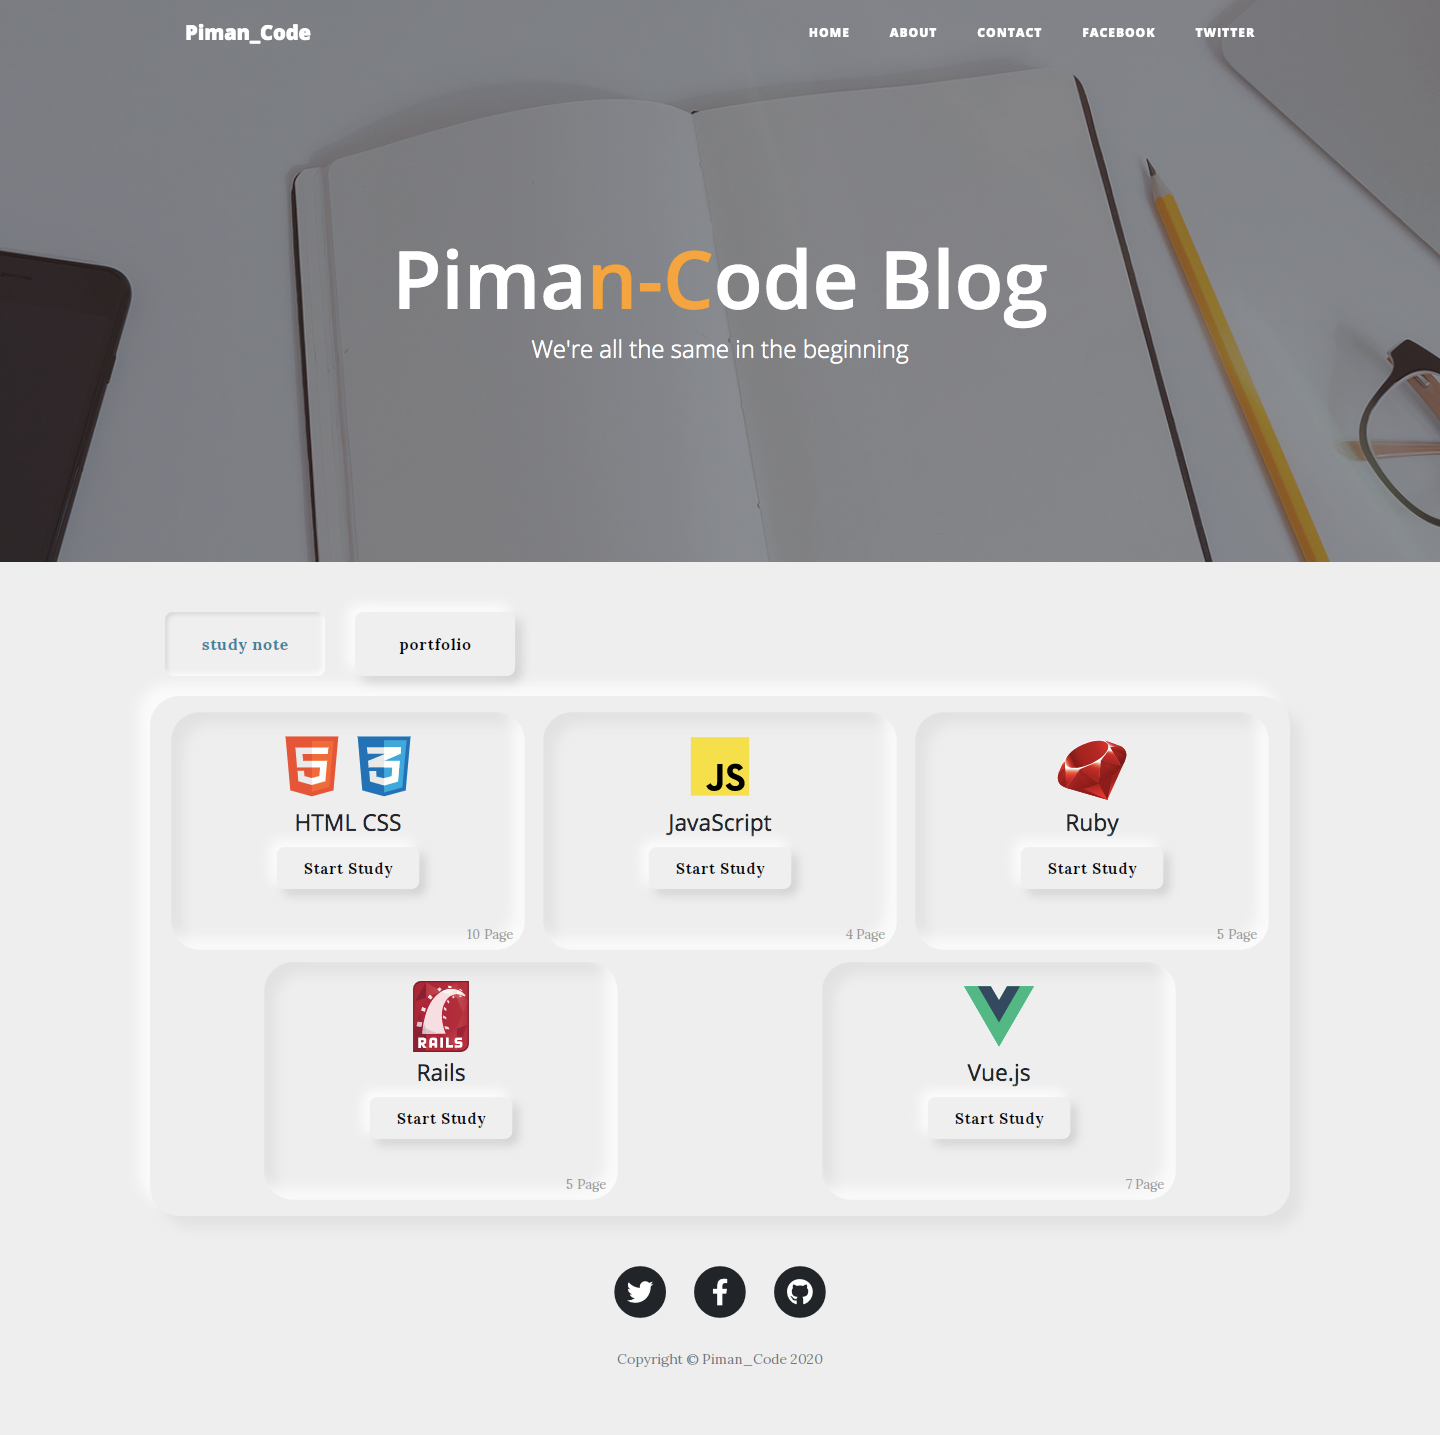 Piman_Code
HOME ABOUT CONTACT FACEBOOK TWITTER
Piman-Code Blog
We're all the same in the beginning
study note
portfolio
5 3
JS
HTML CSS
JavaScript
Ruby
Start Study
Start Study
Start Study
10 Page
4 Page
5 Page
RAILS
Rails
Vue.js
Start Study
Start Study
5 Page
7 Page
Copyright © Piman_Code 2020